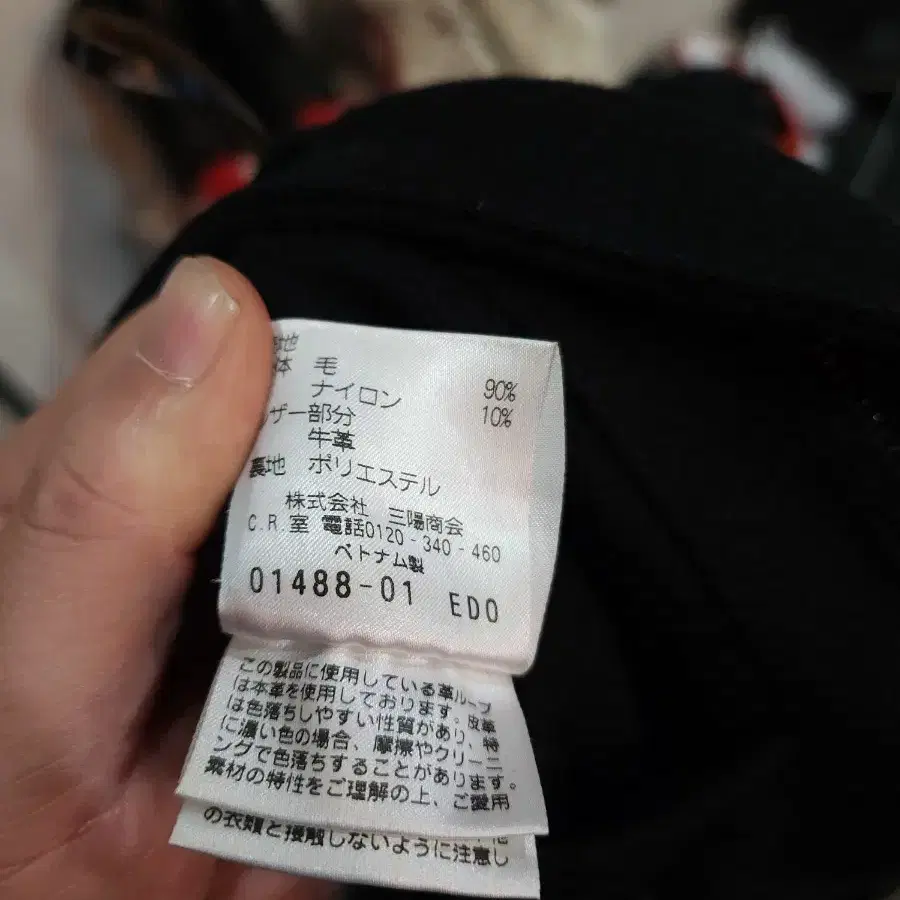 地
体 毛 90%
ナイロン 10%
ザー部分
牛革
裏地 ポリエステル
株式会社 三陽商会
C.R.室 電話0120-340-460
ベトナム製
01488-01 EDO
この製品に使用している革ループ
は本革を使用しております。皮革
は色落ちしやすい性質があり、特
に濃い色の場合、摩擦やクリーニ
ングで色落ちすることがあります。
素材の特性をご理解の上、ご愛用
の衣類と接触しないように注意し